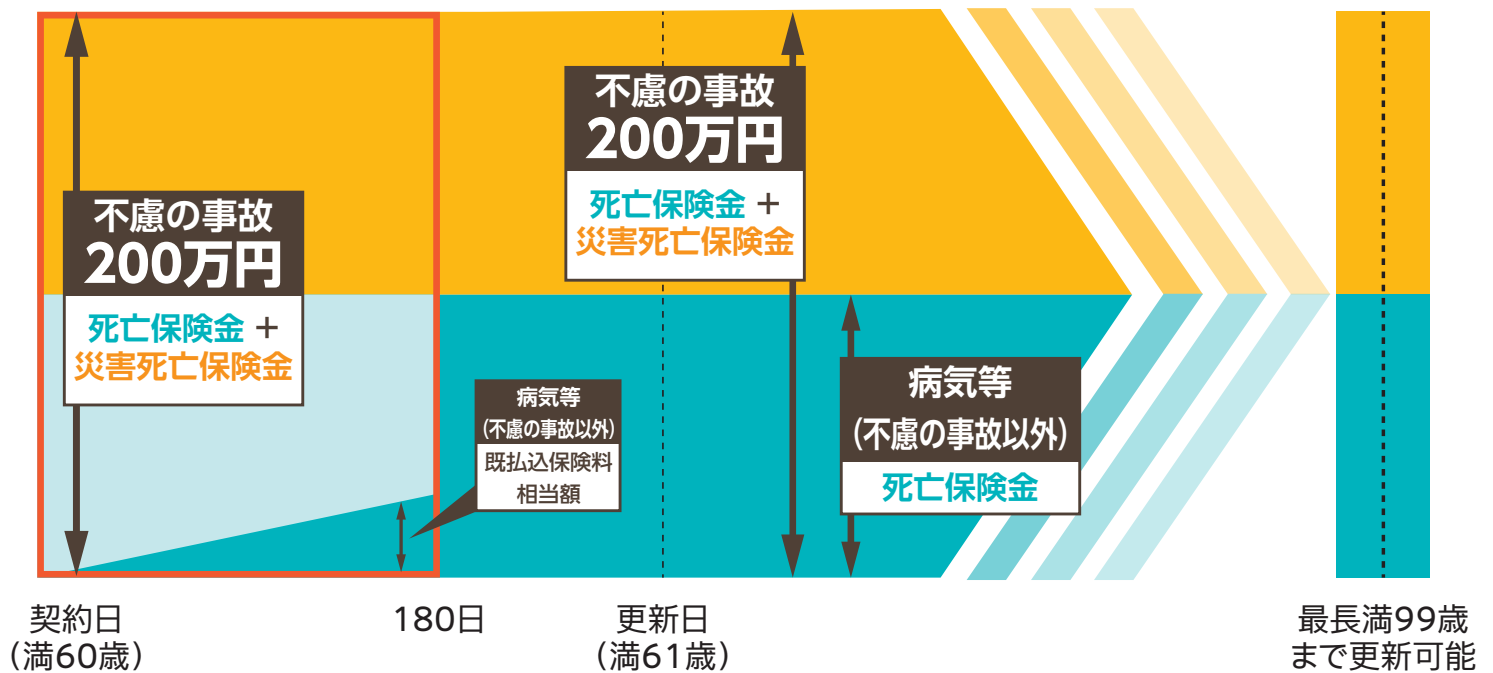 不慮の事故
200万円
死亡保険金 +
災害死亡保険金
病気等
(不慮の事故以外)
既払込保険料
相当額
不慮の事故
200万円
死亡保険金 +
災害死亡保険金
病気等
(不慮の事故以外)
死亡保険金
契約日
(満60歳)
180日
更新日
(満61歳)
最長満99歳
まで更新可能